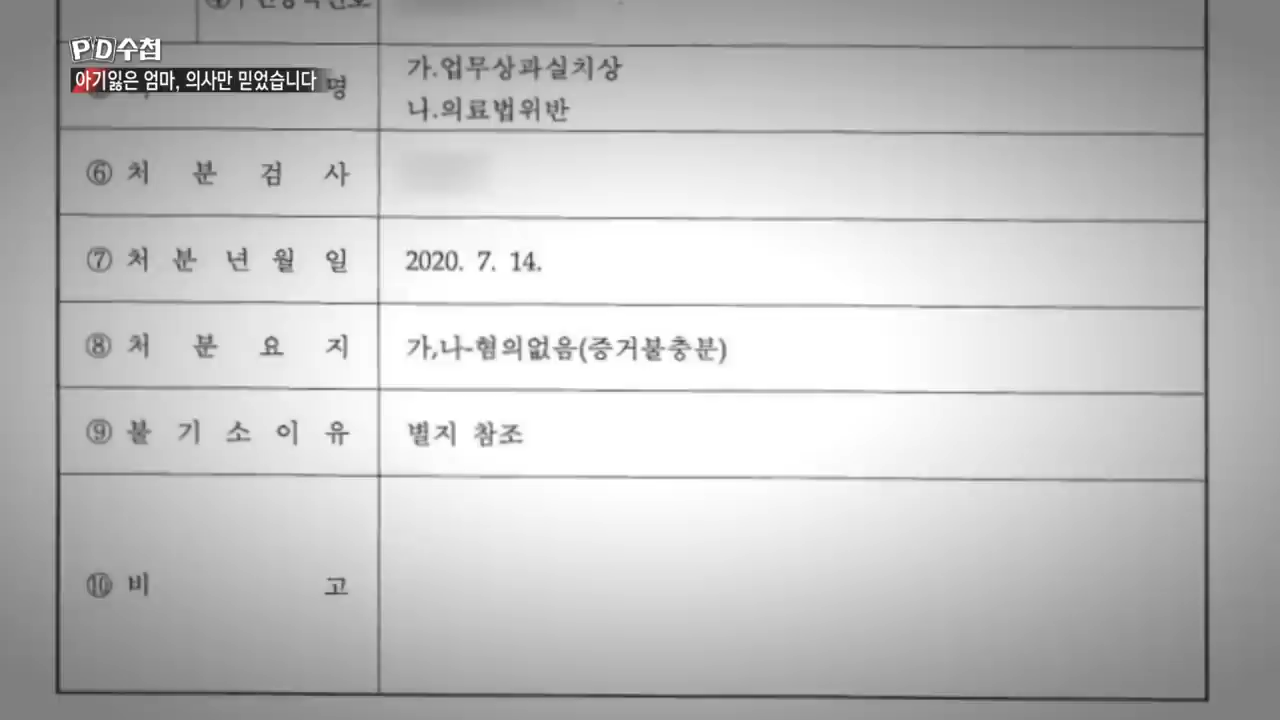 PD수첩
아기잃은 엄마, 의사만 믿었습니다
명
가.업무상과실치상
나.의료법위반
⑥ 처 분 검 사
⑦ 처 분 년 월 일 2020. 7. 14.
⑧ 처 분 요 지 가,나-혐의없음(증거불충분)
⑨ 불 기 소 이 유 별지 참조
⑩ 비 고